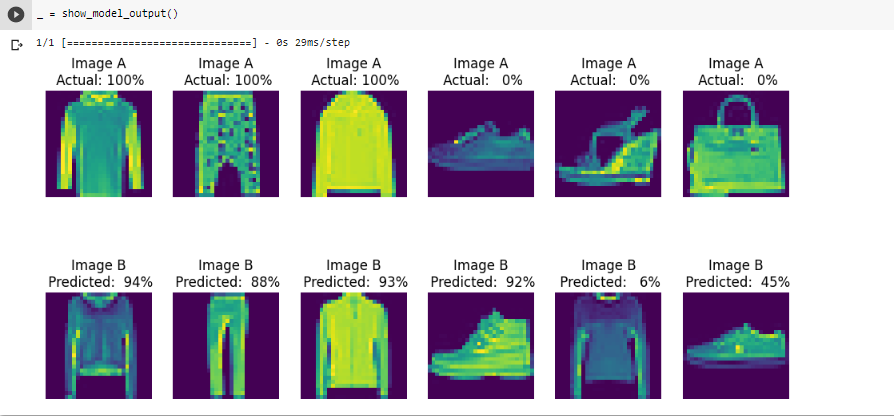 _ = show_model_output()
1/1 [==============================] - 0s 29ms/step
Image A Image A Image A Image A Image A Image A
Actual: 100% Actual: 100% Actual: 100% Actual: 0% Actual: 0% Actual: 0%
Image B Image B Image B Image B Image B Image B
Predicted: 94% Predicted: 88% Predicted: 93% Predicted: 92% Predicted: 6% Predicted: 45%